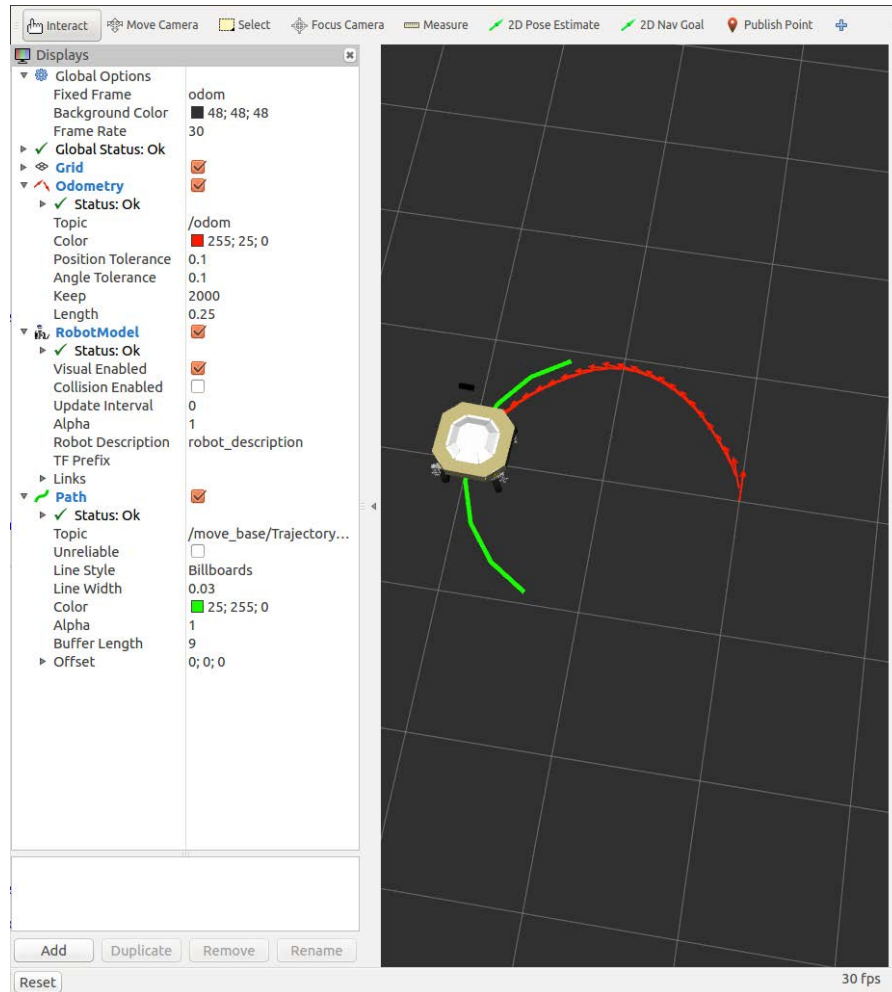 Interact Move Camera Select Focus Camera Measure 2D Pose Estimate 2D Nav Goal Publish Point
Displays
Global Options
Fixed Frame odom
Background Color 48; 48; 48
Frame Rate 30
Global Status: Ok
Grid
Odometry
Status: Ok
Topic /odom
Color 255; 25; 0
Position Tolerance 0.1
Angle Tolerance 0.1
Keep 2000
Length 0.25
RobotModel
Status: Ok
Visual Enabled
Collision Enabled
Update Interval 0
Alpha 1
Robot Description robot_description
TF Prefix
Links
Path
Status: Ok
Topic /move_base/Trajectory...
Unreliable
Line Style Billboards
Line Width 0.03
Color 25; 255; 0
Alpha 1
Buffer Length 9
Offset 0; 0; 0
Add Duplicate Remove Rename
Reset 30 fps